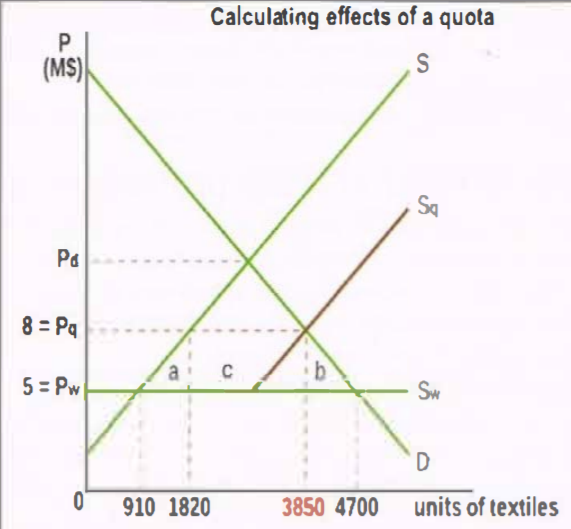 Calculating effects of a quota
P
(M$)
S
Sq
Pd
8 = Pq
a
c
b
5 = Pw
Sw
D
0
910 1820 3850 4700 units of textiles